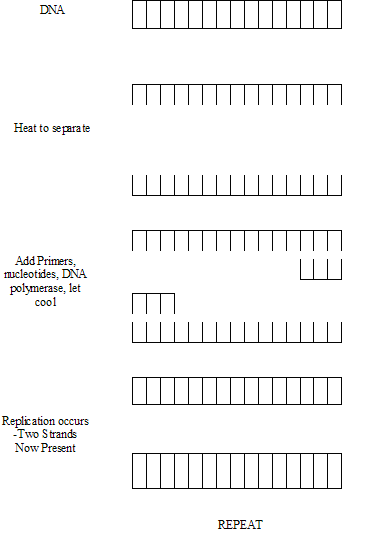 DNA
Heat to separate
Add Primers,
nucleotides, DNA
polymerase, let
cool
Replication occurs
-Two Strands
Now Present
REPEAT